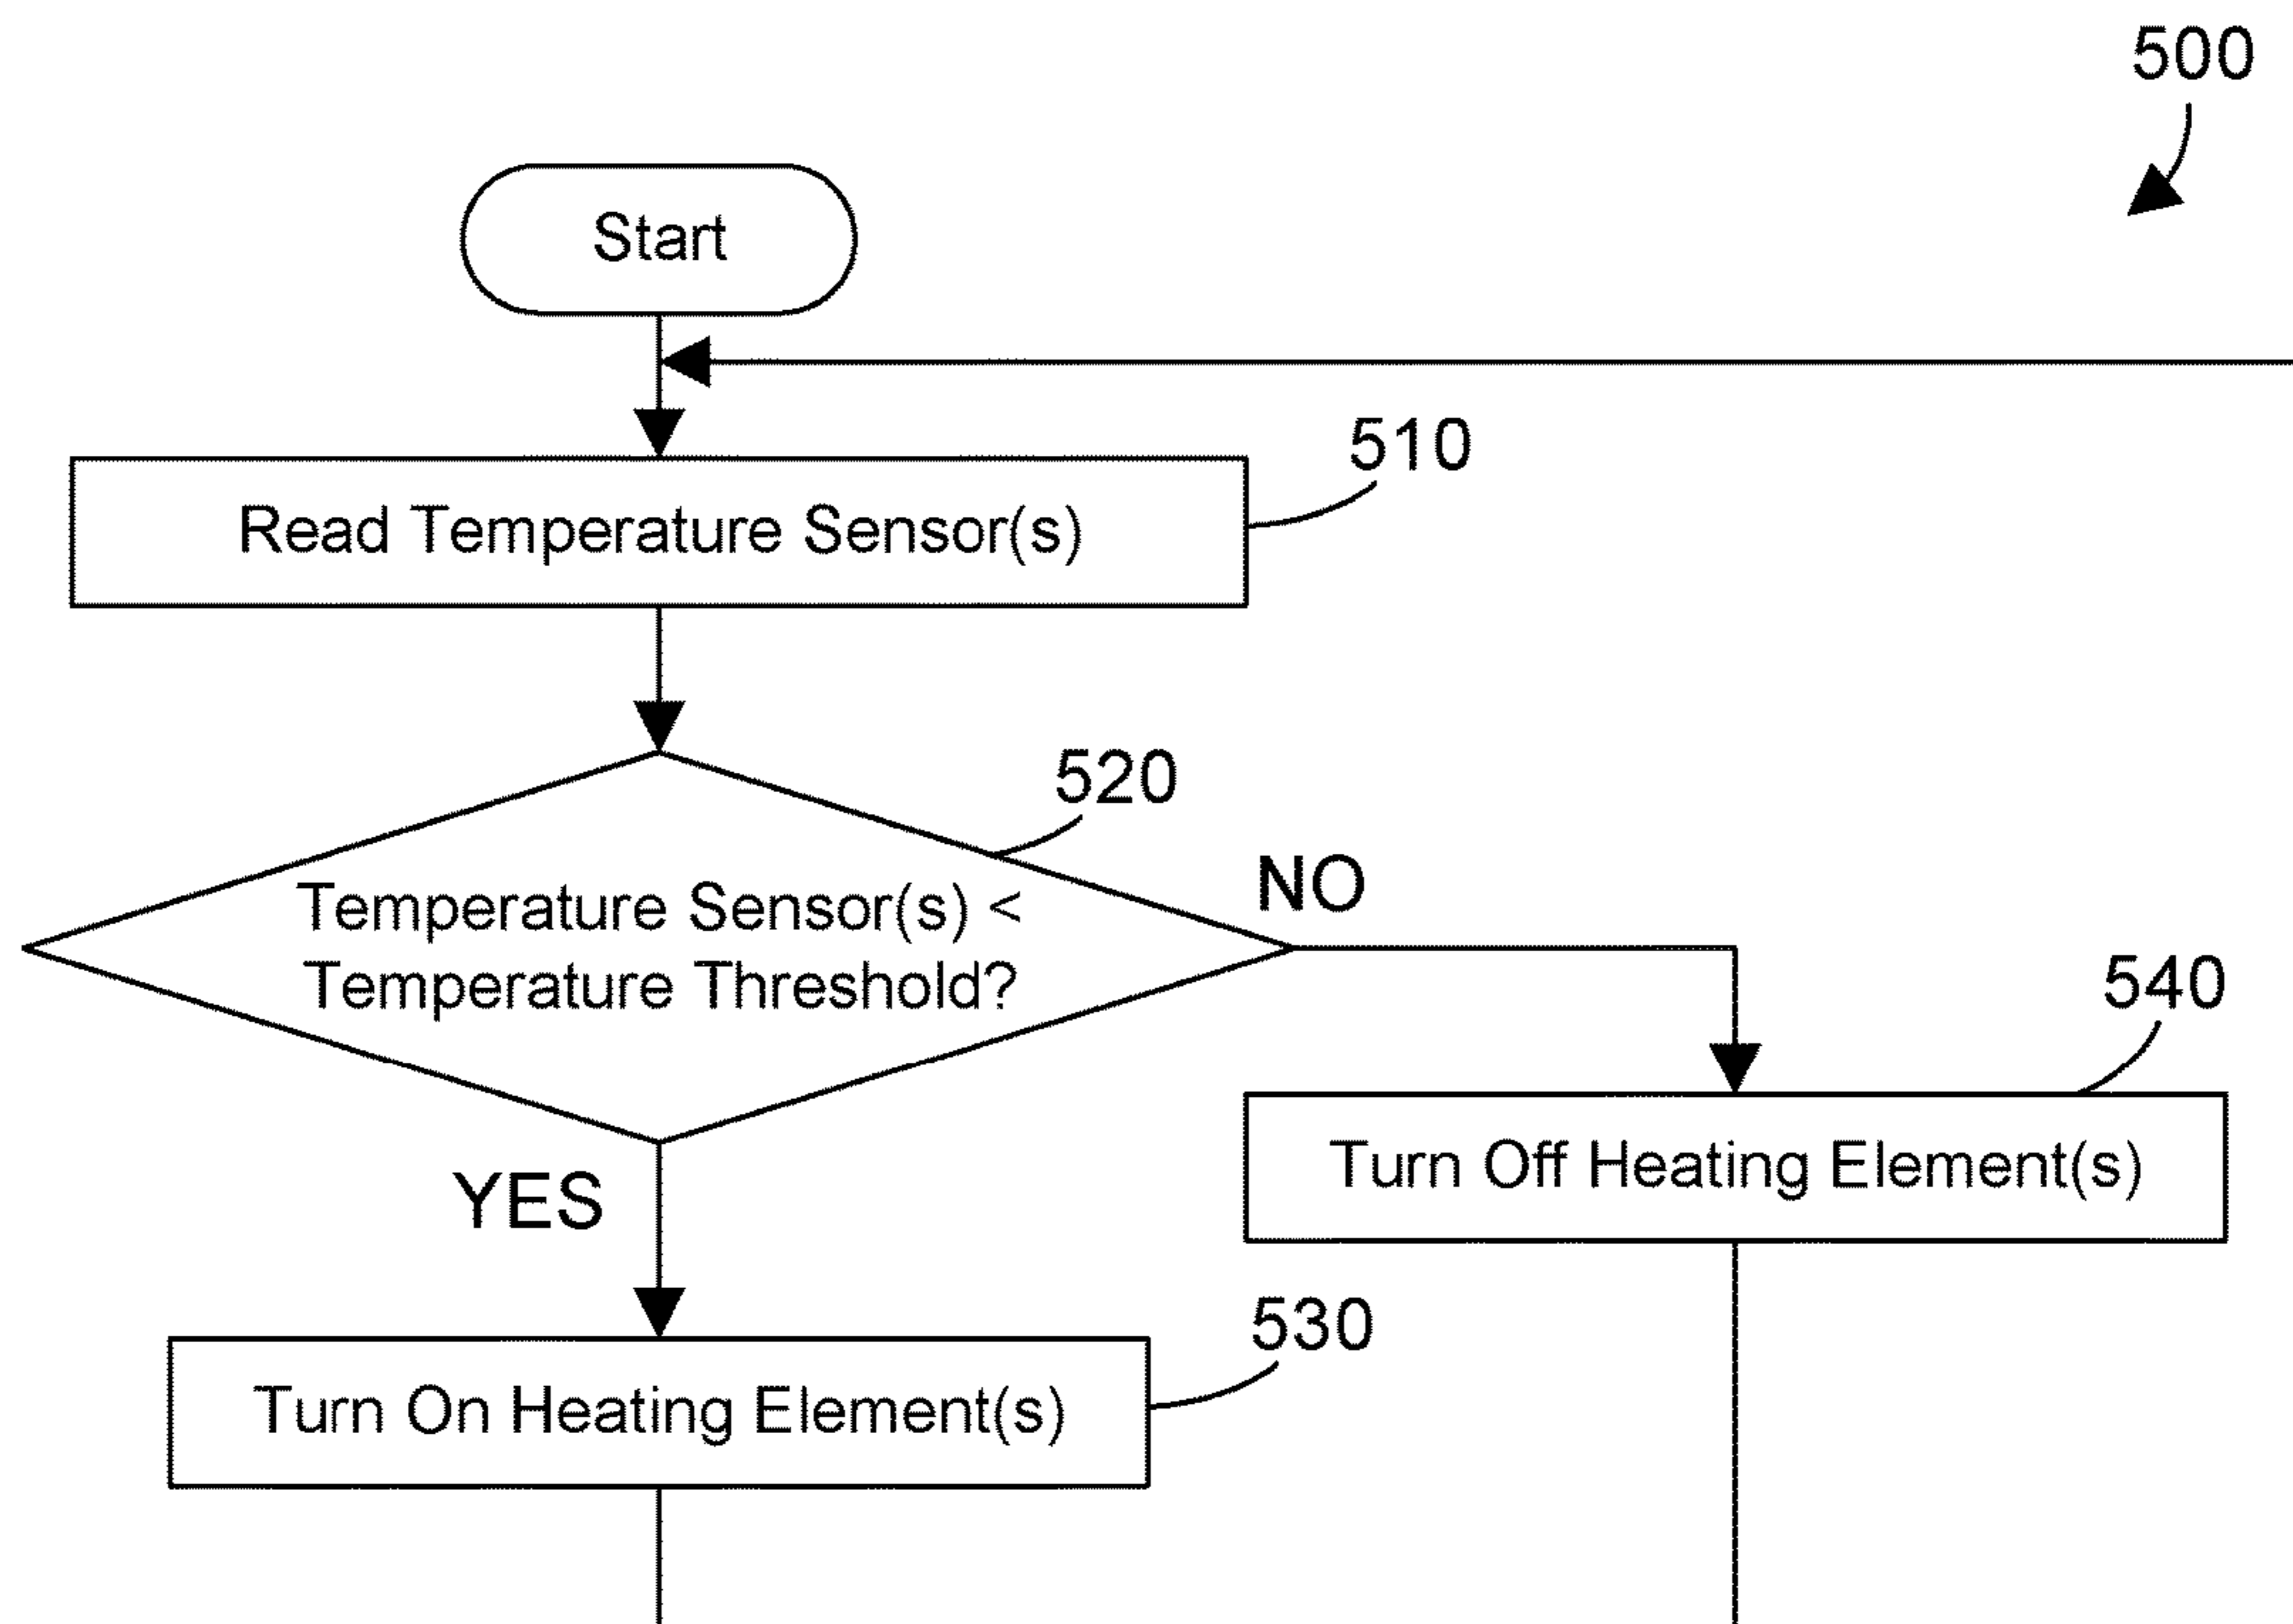 500
Start
510
Read Temperature Sensor(s)
520
Temperature Sensor(s) <
Temperature Threshold?
NO
540
Turn Off Heating Element(s)
YES
530
Turn On Heating Element(s)